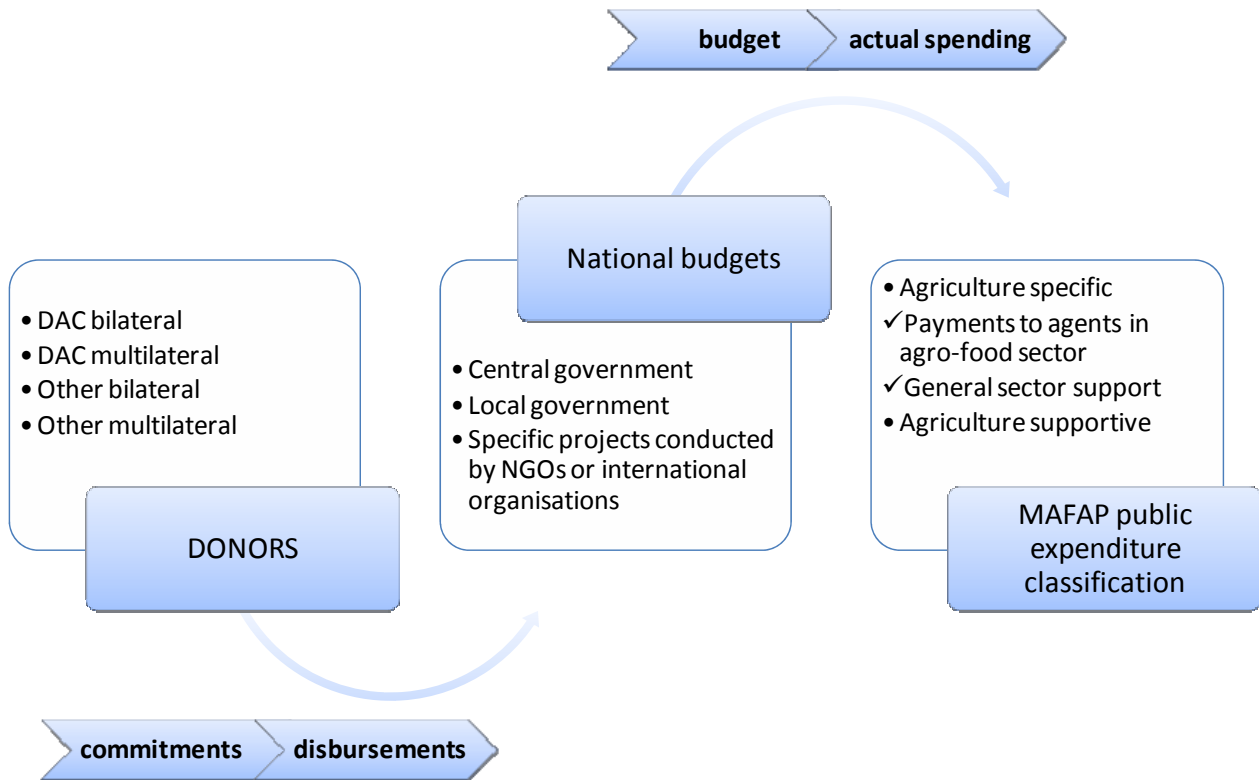 budget
actual spending
National budgets
• DAC bilateral
• DAC multilateral
• Other bilateral
• Other multilateral
DONORS
• Central government
• Local government
• Specific projects conducted
by NGOs or international
organisations
• Agriculture specific
✓Payments to agents in
agro-food sector
✓General sector support
• Agriculture supportive
MAFAP public
expenditure
classification
commitments
disbursements